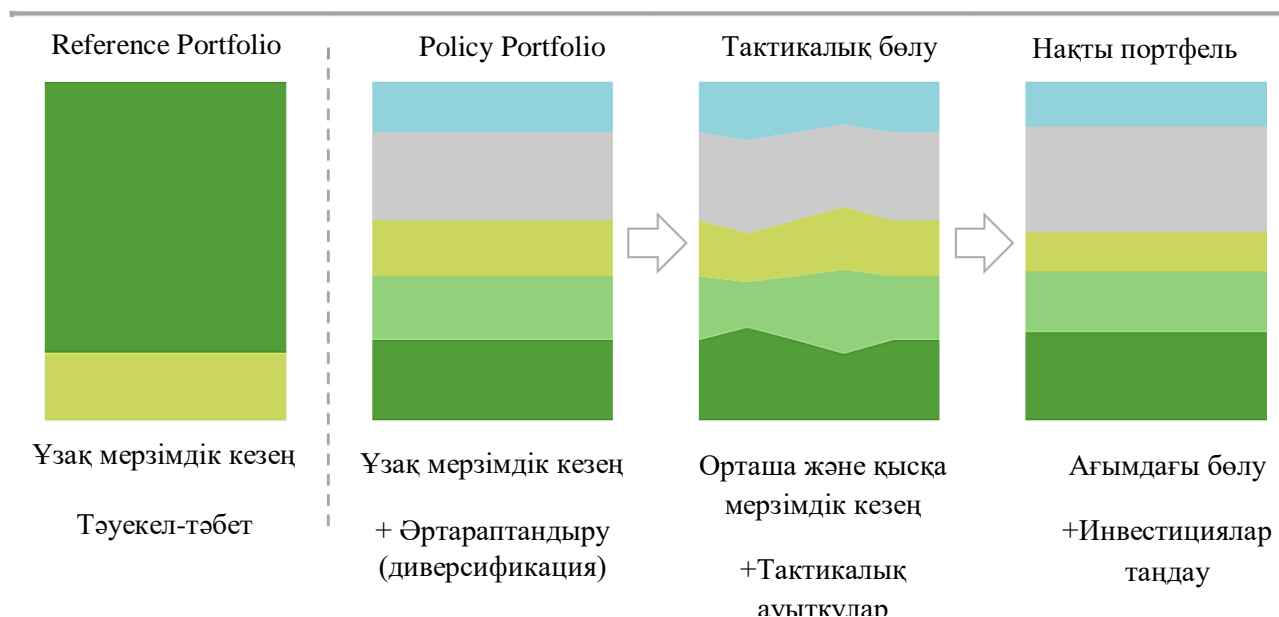 Reference Portfolio
Policy Portfolio
Тактикалық бөлу
Нақты портфель
Ұзақ мерзімдік кезең
Тәуекел-тәбет
Ұзақ мерзімдік кезең
+ Әртараптандыру
(диверсификация)
Орташа және қысқа
мерзімдік кезең
+Тактикалық
ауытқулар
Ағымдағы бөлу
+Инвестициялар
таңдау